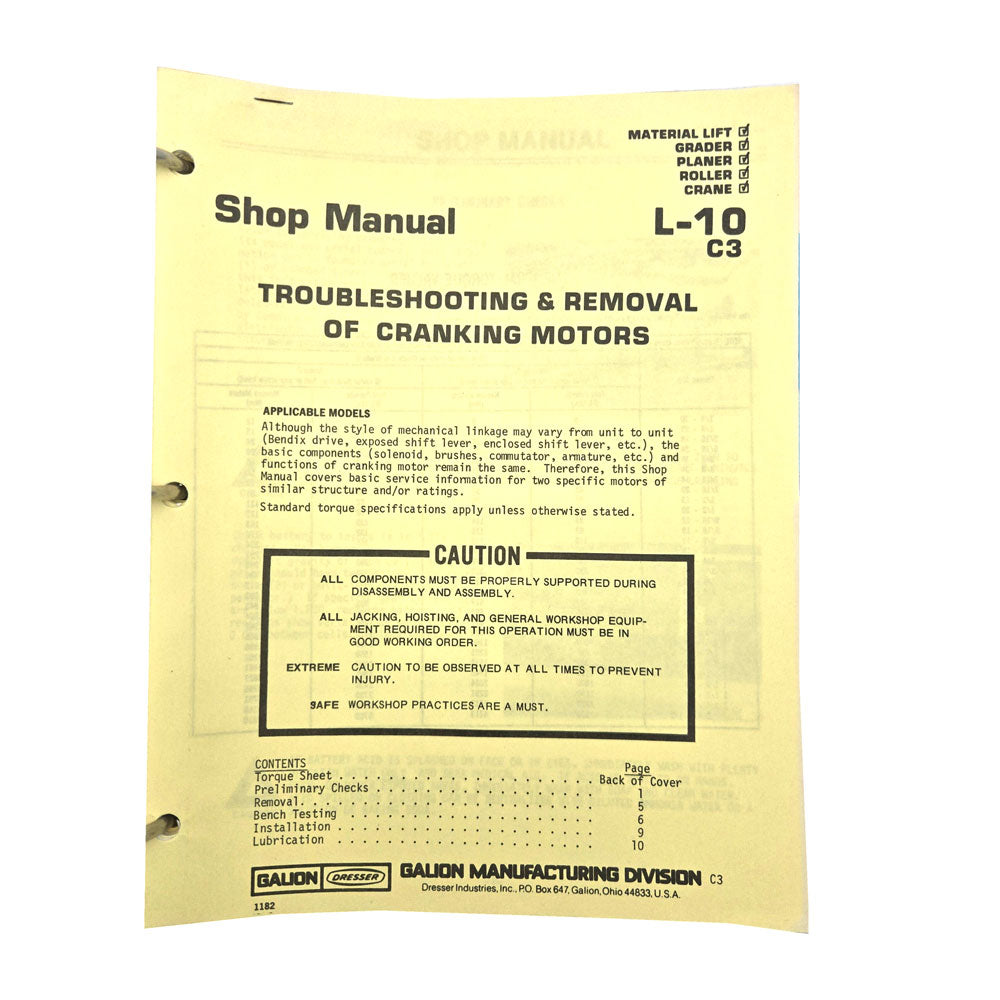 MATERIAL LIFT ☑
GRADER ☑
PLANER ☑
ROLLER ☑
CRANE ☑
Shop Manual
L-10
C3
TROUBLESHOOTING & REMOVAL
OF CRANKING MOTORS
APPLICABLE MODELS
Although the style of mechanical linkage may vary from unit to unit
(Bendix drive, exposed shift lever, enclosed shift lever, etc.), the
basic components (solenoid, brushes, commutator, armature, etc.) and
functions of cranking motor remain the same. Therefore, this Shop
Manual covers basic service information for two specific motors of
similar structure and/or ratings.
Standard torque specifications apply unless otherwise stated.
CAUTION
ALL COMPONENTS MUST BE PROPERLY SUPPORTED DURING
DISASSEMBLY AND ASSEMBLY.
ALL JACKING, HOISTING, AND GENERAL WORKSHOP EQUIP-
MENT REQUIRED FOR THIS OPERATION MUST BE IN
GOOD WORKING ORDER.
EXTREME CAUTION TO BE OBSERVED AT ALL TIMES TO PREVENT
INJURY.
SAFE WORKSHOP PRACTICES ARE A MUST.
CONTENTS Page
Torque Sheet . . . . . . . . . . . . . . . . . . . . Back of Cover
Preliminary Checks . . . . . . . . . . . . . . . . . 1
Removal. . . . . . . . . . . . . . . . . . . . . . . 5
Bench Testing . . . . . . . . . . . . . . . . . . . 6
Installation . . . . . . . . . . . . . . . . . . . . 9
Lubrication . . . . . . . . . . . . . . . . . . . . 10
GALION DRESSER GALION MANUFACTURING DIVISION C3
Dresser Industries, Inc., P.O. Box 647, Galion, Ohio 44833, U.S.A.
1182